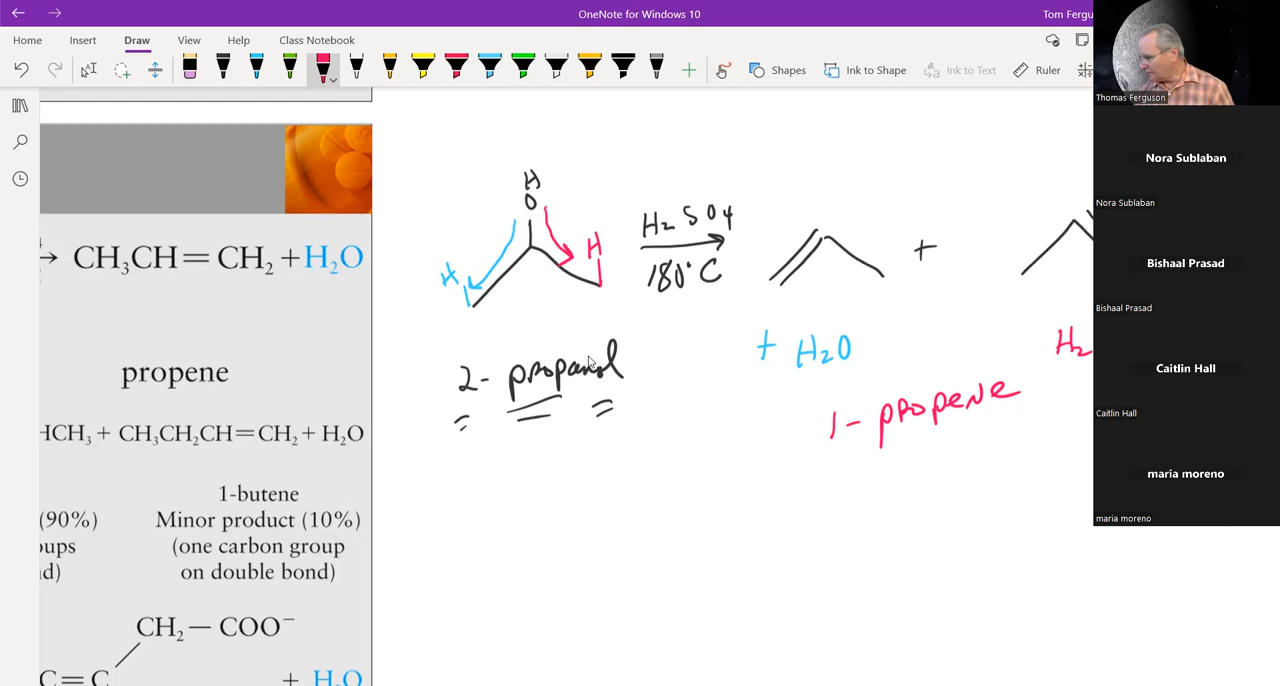 OneNote for Windows 10
Tom Fergu
Home Insert Draw View Help Class Notebook
Shapes Ink to Shape Ink to Text Ruler
CH3CH=CH2 + H2O
propene
HCH3 + CH3CH2CH=CH2 + H2O
1-butene
(90%) Minor product (10%)
oups (one carbon group
d) on double bond)
CH2 — COO−
C=C
+ H2O
H
O
H
H
H2SO4
180°C
+
+ H2O
H2
2-propanol
1-propene
Thomas Ferguson
Nora Sublaban
Nora Sublaban
Bishaal Prasad
Bishaal Prasad
Caitlin Hall
Caitlin Hall
maria moreno
maria moreno